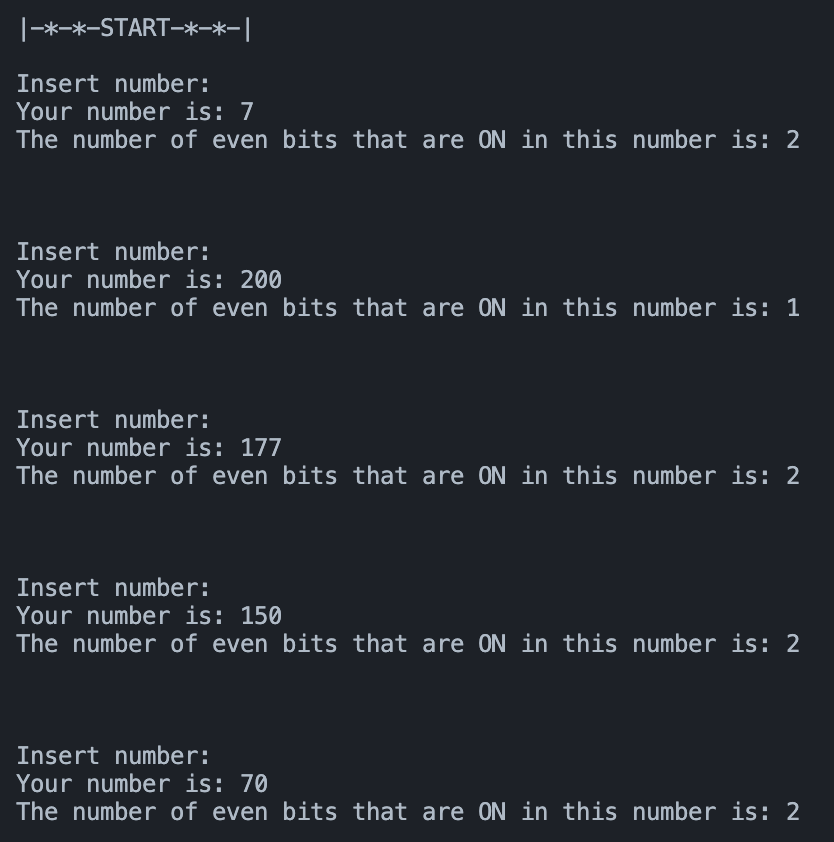 |-*-*-START-*-*-|
Insert number:
Your number is: 7
The number of even bits that are ON in this number is: 2
Insert number:
Your number is: 200
The number of even bits that are ON in this number is: 1
Insert number:
Your number is: 177
The number of even bits that are ON in this number is: 2
Insert number:
Your number is: 150
The number of even bits that are ON in this number is: 2
Insert number:
Your number is: 70
The number of even bits that are ON in this number is: 2